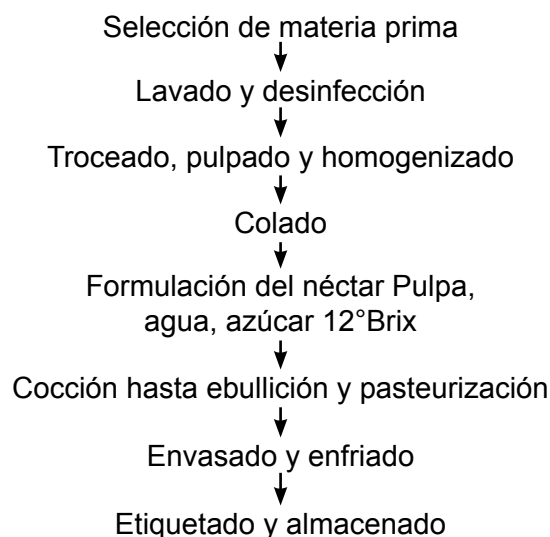 Selección de materia prima
Lavado y desinfección
Troceado, pulpado y homogenizado
Colado
Formulación del néctar Pulpa,
agua, azúcar 12°Brix
Cocción hasta ebullición y pasteurización
Envasado y enfriado
Etiquetado y almacenado